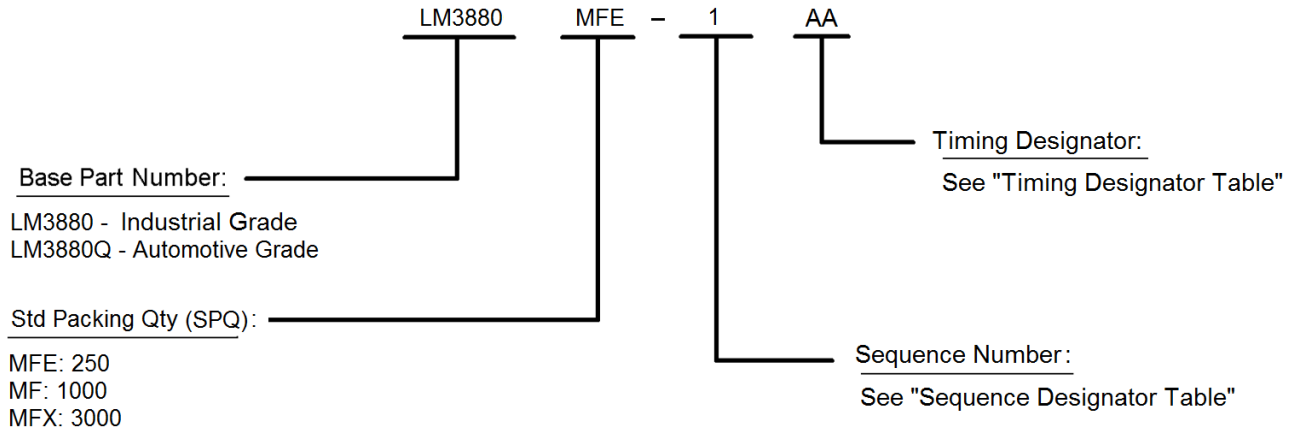 LM3880 MFE – 1 AA
Timing Designator:
See "Timing Designator Table"
Base Part Number:
LM3880 - Industrial Grade
LM3880Q - Automotive Grade
Std Packing Qty (SPQ):
MFE: 250
MF: 1000
MFX: 3000
Sequence Number:
See "Sequence Designator Table"